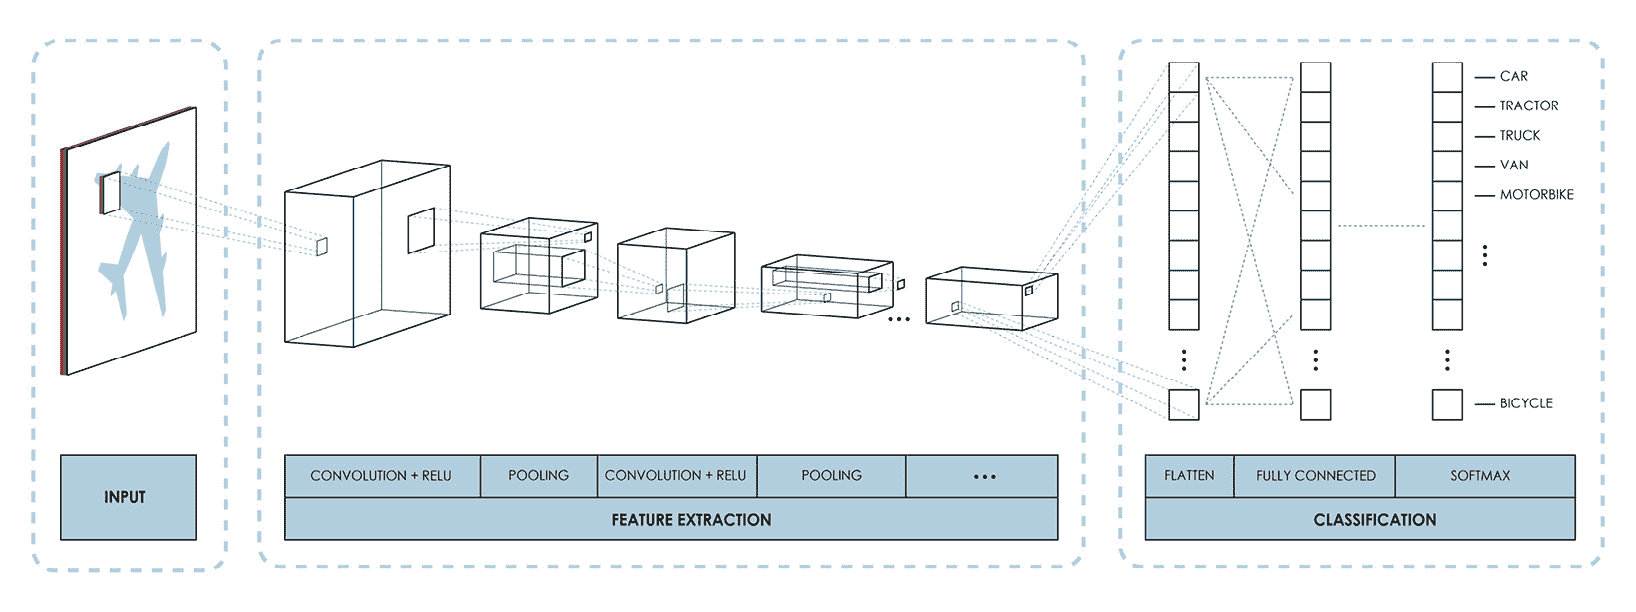 CAR
TRACTOR
TRUCK
VAN
MOTORBIKE
BICYCLE
INPUT
CONVOLUTION + RELU
POOLING
CONVOLUTION + RELU
POOLING
FEATURE EXTRACTION
FLATTEN
FULLY CONNECTED
SOFTMAX
CLASSIFICATION